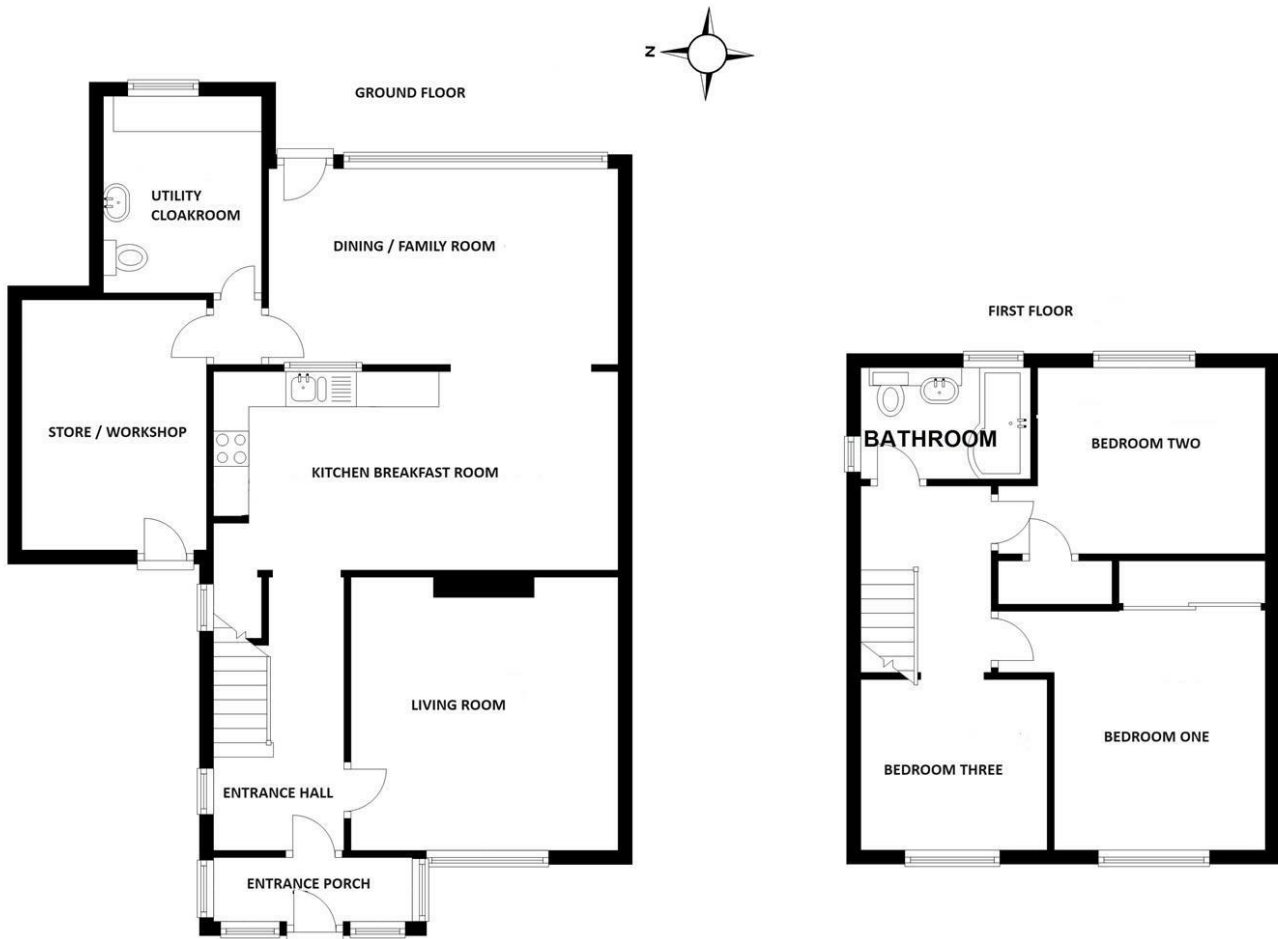 N
GROUND FLOOR
UTILITY
CLOAKROOM
DINING / FAMILY ROOM
STORE / WORKSHOP
KITCHEN BREAKFAST ROOM
LIVING ROOM
ENTRANCE HALL
ENTRANCE PORCH
FIRST FLOOR
BATHROOM
BEDROOM TWO
BEDROOM ONE
BEDROOM THREE